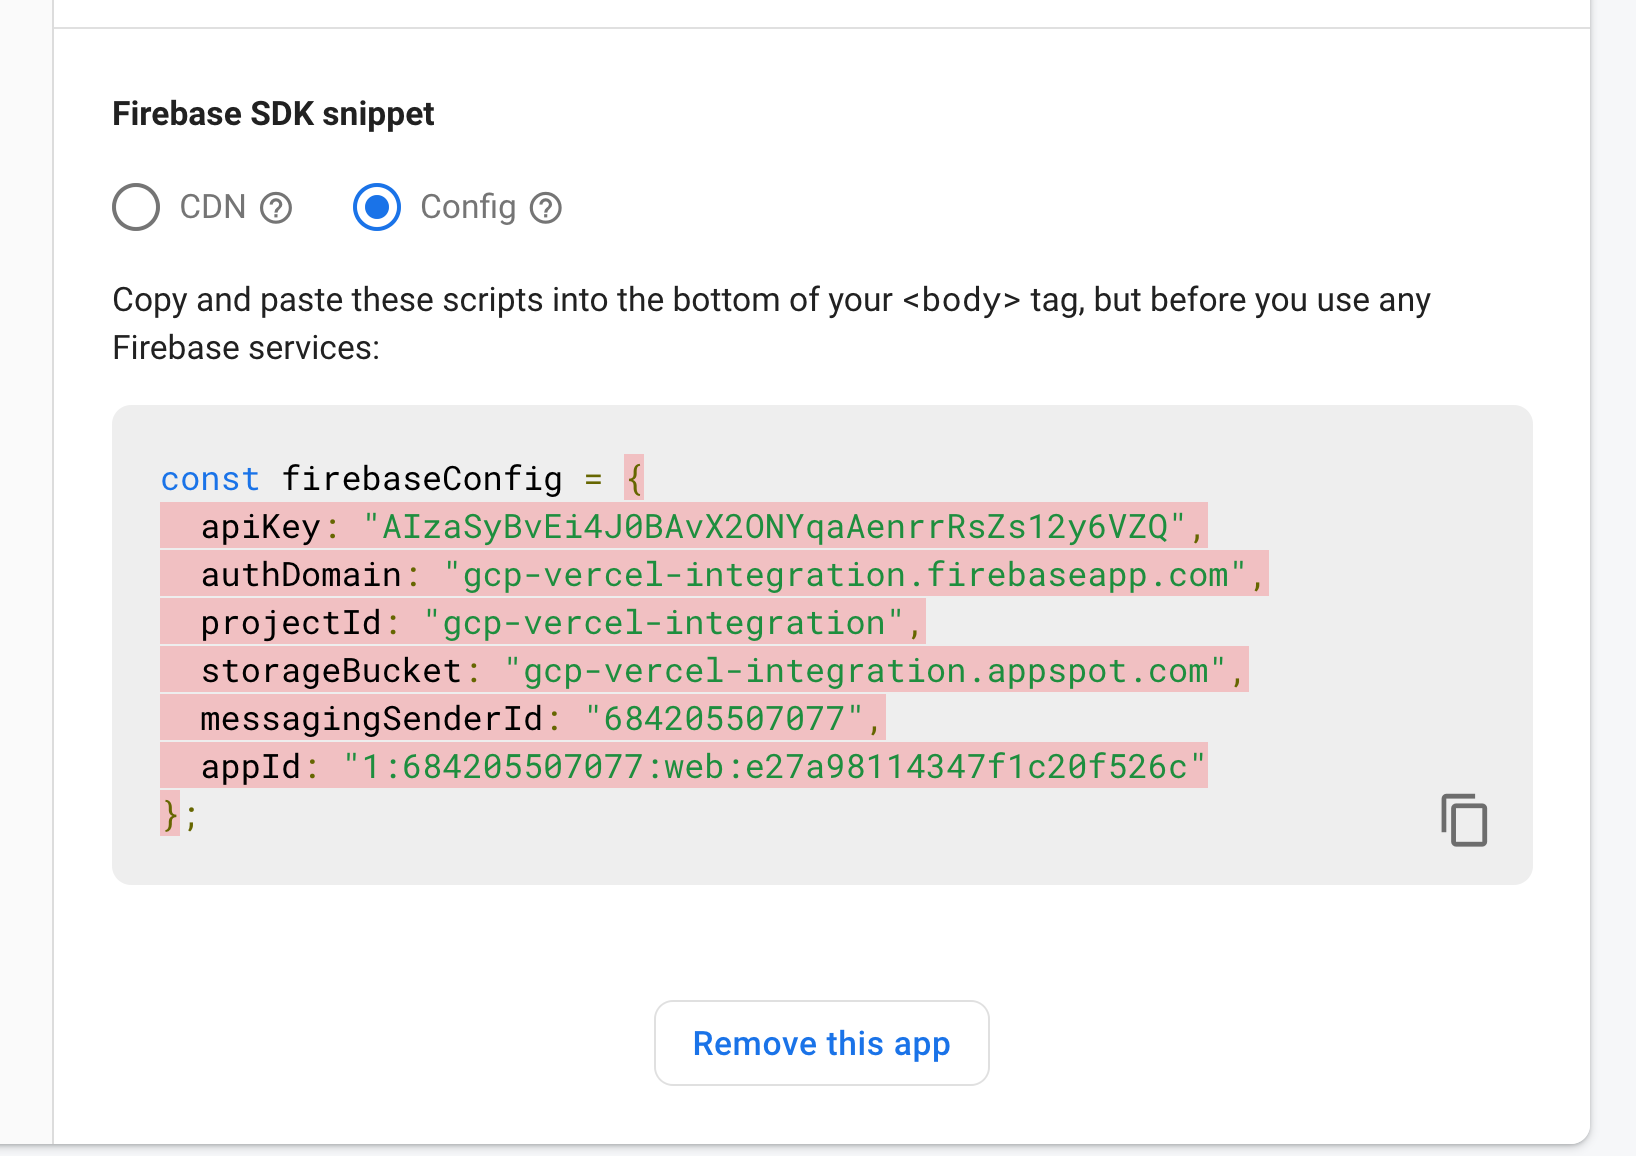 Firebase SDK snippet
CDN ? Config ?
Copy and paste these scripts into the bottom of your <body> tag, but before you use any
Firebase services:
const firebaseConfig = {
  apiKey: "AIzaSyBvEi4J0BAvX2ONYqaAenrrRsZs12y6VZQ",
  authDomain: "gcp-vercel-integration.firebaseapp.com",
  projectId: "gcp-vercel-integration",
  storageBucket: "gcp-vercel-integration.appspot.com",
  messagingSenderId: "684205507077",
  appId: "1:684205507077:web:e27a98114347f1c20f526c"
};
Remove this app